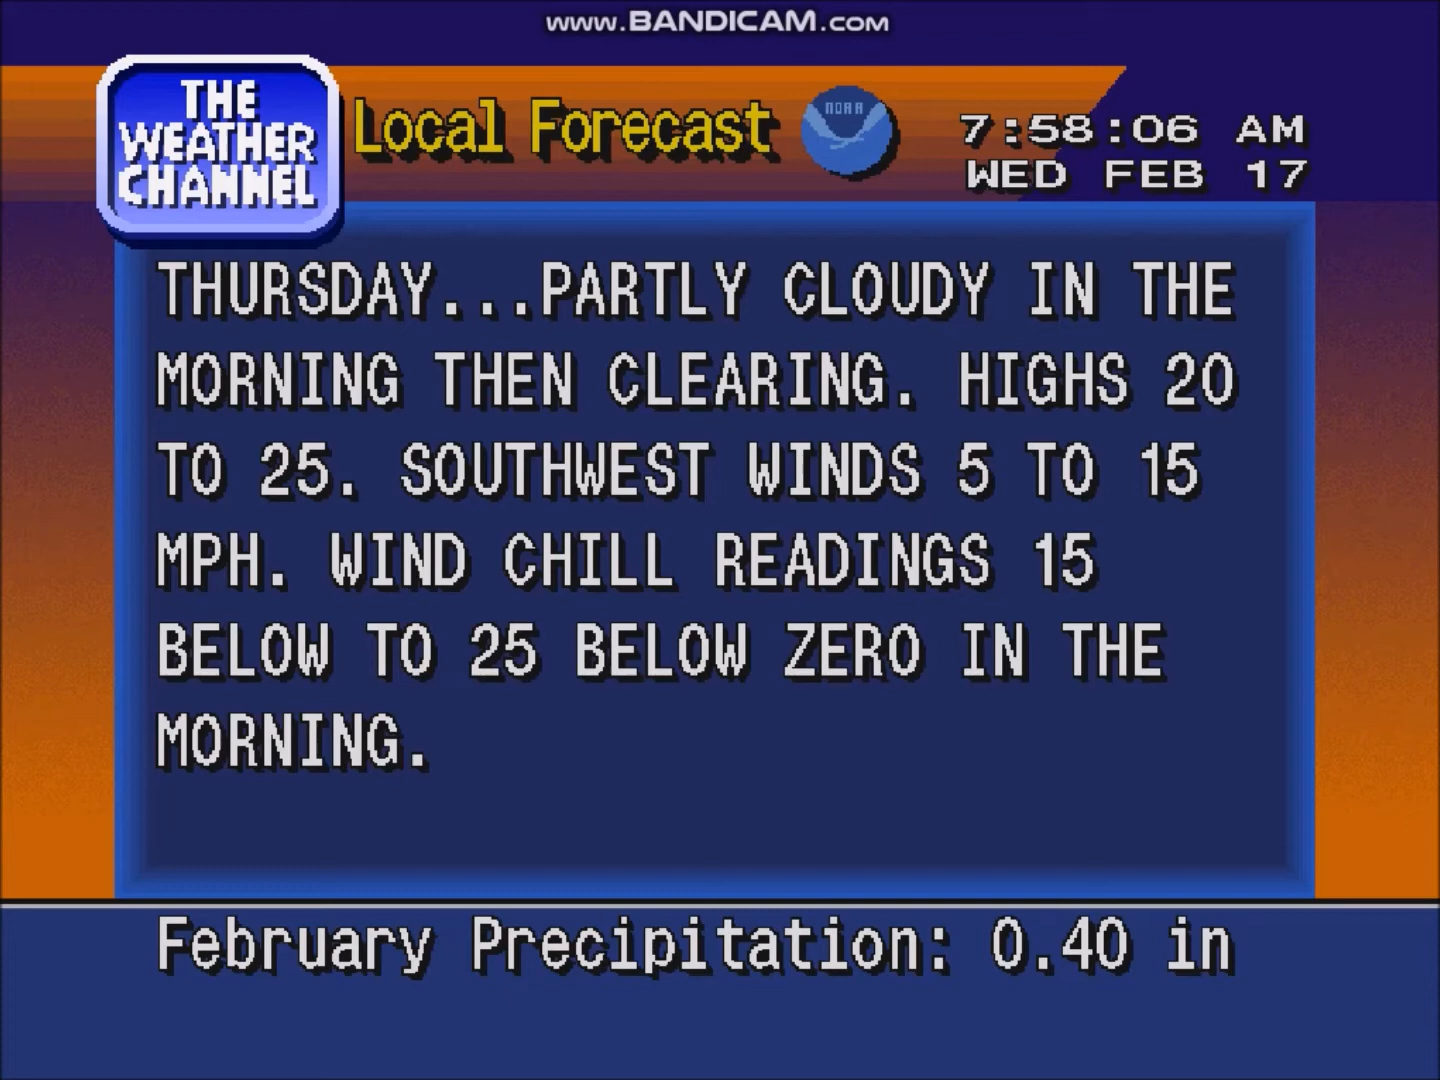 www.BANDICAM.com
THE
WEATHER
CHANNEL
Local Forecast
NOAA
7:58:06 AM
WED FEB 17
THURSDAY...PARTLY CLOUDY IN THE
MORNING THEN CLEARING. HIGHS 20
TO 25. SOUTHWEST WINDS 5 TO 15
MPH. WIND CHILL READINGS 15
BELOW TO 25 BELOW ZERO IN THE
MORNING.
February Precipitation: 0.40 in